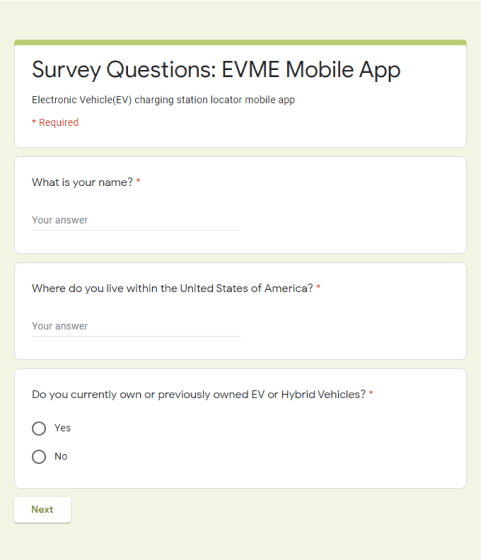 Survey Questions: EVME Mobile App
Electronic Vehicle(EV) charging station locator mobile app
* Required
What is your name? *
Your answer
Where do you live within the United States of America? *
Your answer
Do you currently own or previously owned EV or Hybrid Vehicles? *
Yes
No
Next